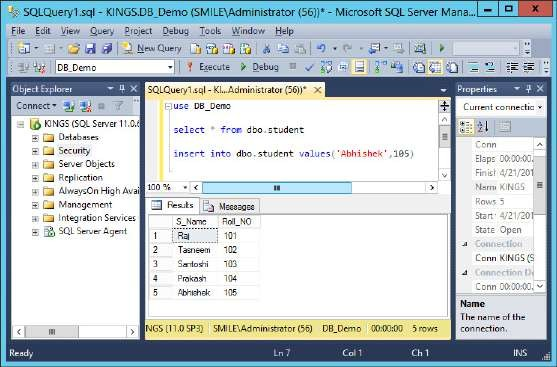 SQLQuery1.sql - KINGS.DB_Demo (SMILE\Administrator (56))* - Microsoft SQL Server Mana...
File Edit View Query Project Debug Tools Window Help
New Query
DB_Demo Execute Debug
Object Explorer
Connect
KINGS (SQL Server 11.0.6
Databases
Security
Server Objects
Replication
AlwaysOn High Avai
Management
Integration Services
SQL Server Agent
SQLQuery1.sql - KI...Administrator (56))*
use DB_Demo
select * from dbo.student
insert into dbo.student values('Abhishek',105)
100 %
Results Messages
S_Name Roll_NO
1 Raj 101
2 Tasneem 102
3 Santoshi 103
4 Prakash 104
5 Abhishek 105
NGS (11.0 SP3) SMILE\Administrator (56) DB_Demo 00:00:00 5 rows
Properties
Current connectio
Conn
Elaps 00:00:00.
Finisl 4/21/201
Name KINGS
Rows 5
Start 4/21/201
State Open
Connection
Conn KINGS (S
Connection De
Conn 00:00:00.
Name
The name of the
connection.
Ready Ln 7 Col 1 Ch 1 INS